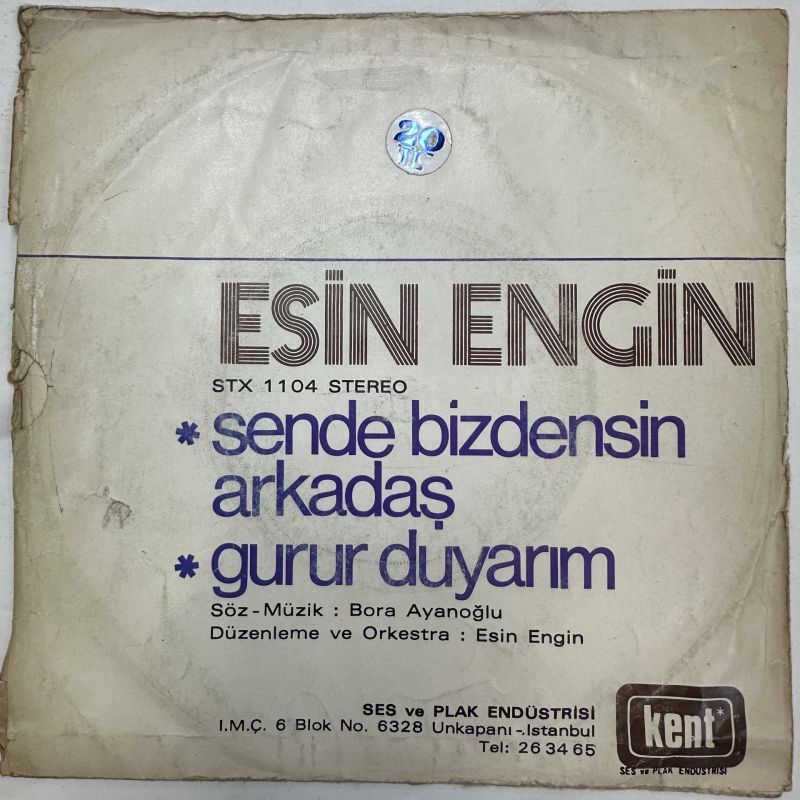 20
TL
ESİN ENGİN
STX 1104 STEREO
* sende bizdensin
arkadaş
* gurur duyarım
Söz-Müzik : Bora Ayanoğlu
Düzenleme ve Orkestra : Esin Engin
SES ve PLAK ENDÜSTRİSİ
I.M.Ç. 6 Blok No. 6328 Unkapanı-.Istanbul
Tel: 26 34 65
kent*
SES ve PLAK ENDÜSTRİSİ